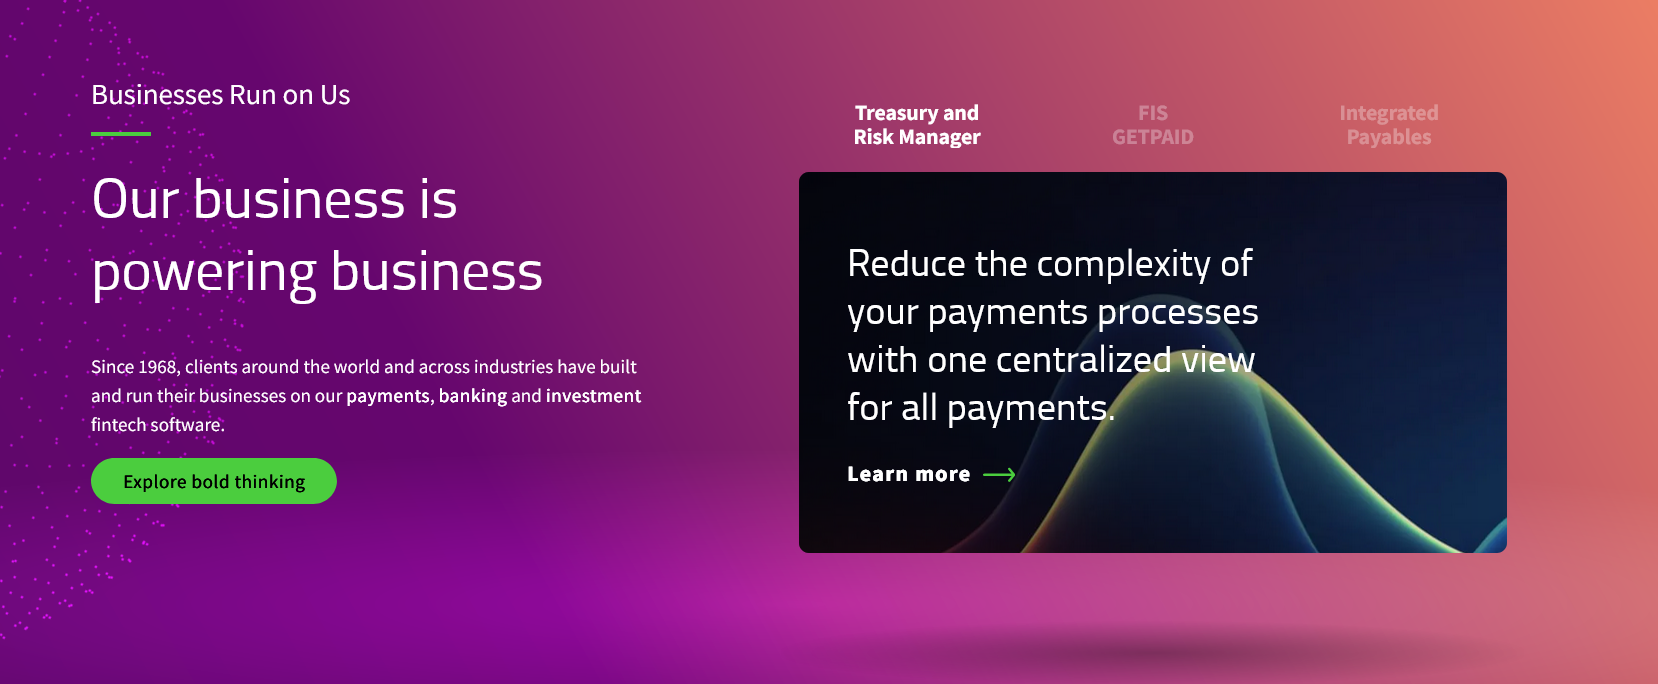 Businesses Run on Us
Our business is
powering business
Since 1968, clients around the world and across industries have built
and run their businesses on our payments, banking and investment
fintech software.
Explore bold thinking
Treasury and
Risk Manager
FIS
GETPAID
Integrated
Payables
Reduce the complexity of
your payments processes
with one centralized view
for all payments.
Learn more